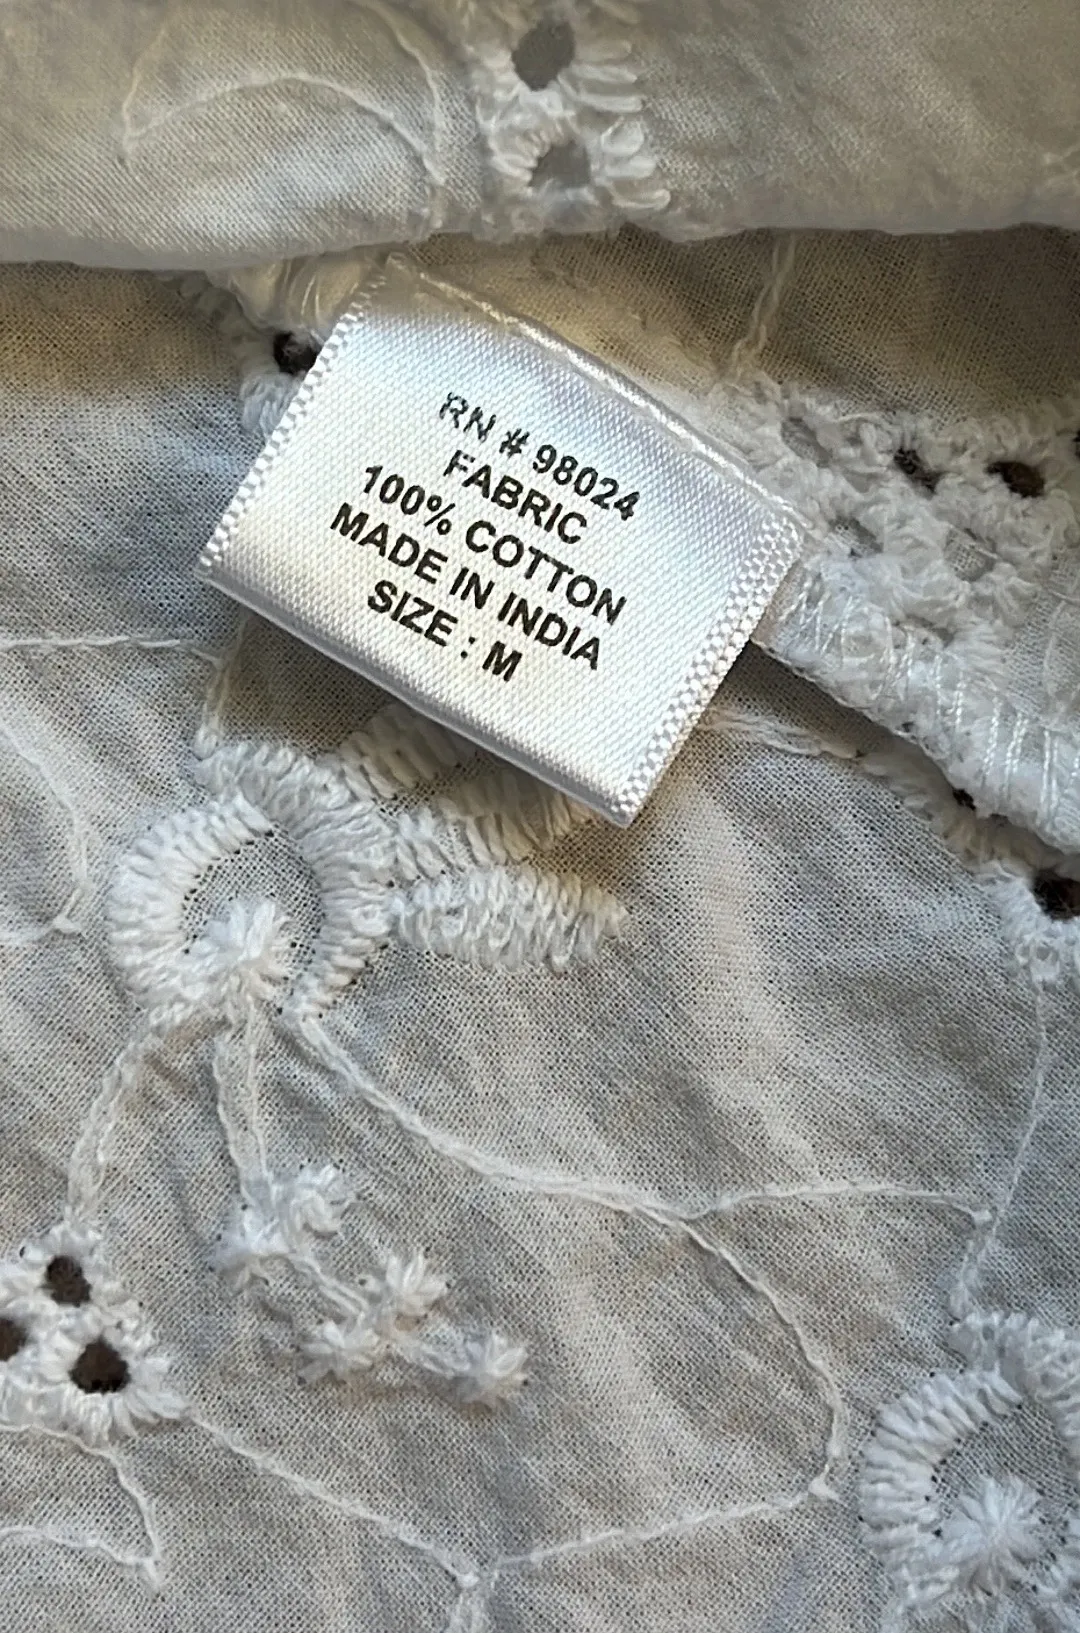 RN # 98024
FABRIC
100% COTTON
MADE IN INDIA
SIZE : M